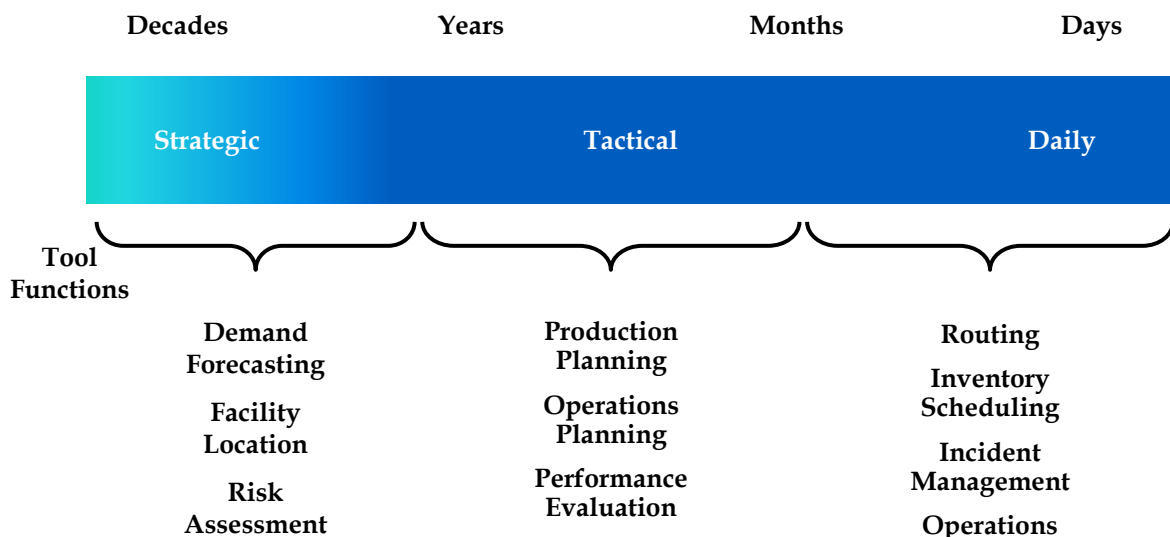 Decades Years Months Days
Strategic Tactical Daily
Tool
Functions
Demand
Forecasting
Facility
Location
Risk
Assessment
Production
Planning
Operations
Planning
Performance
Evaluation
Routing
Inventory
Scheduling
Incident
Management
Operations